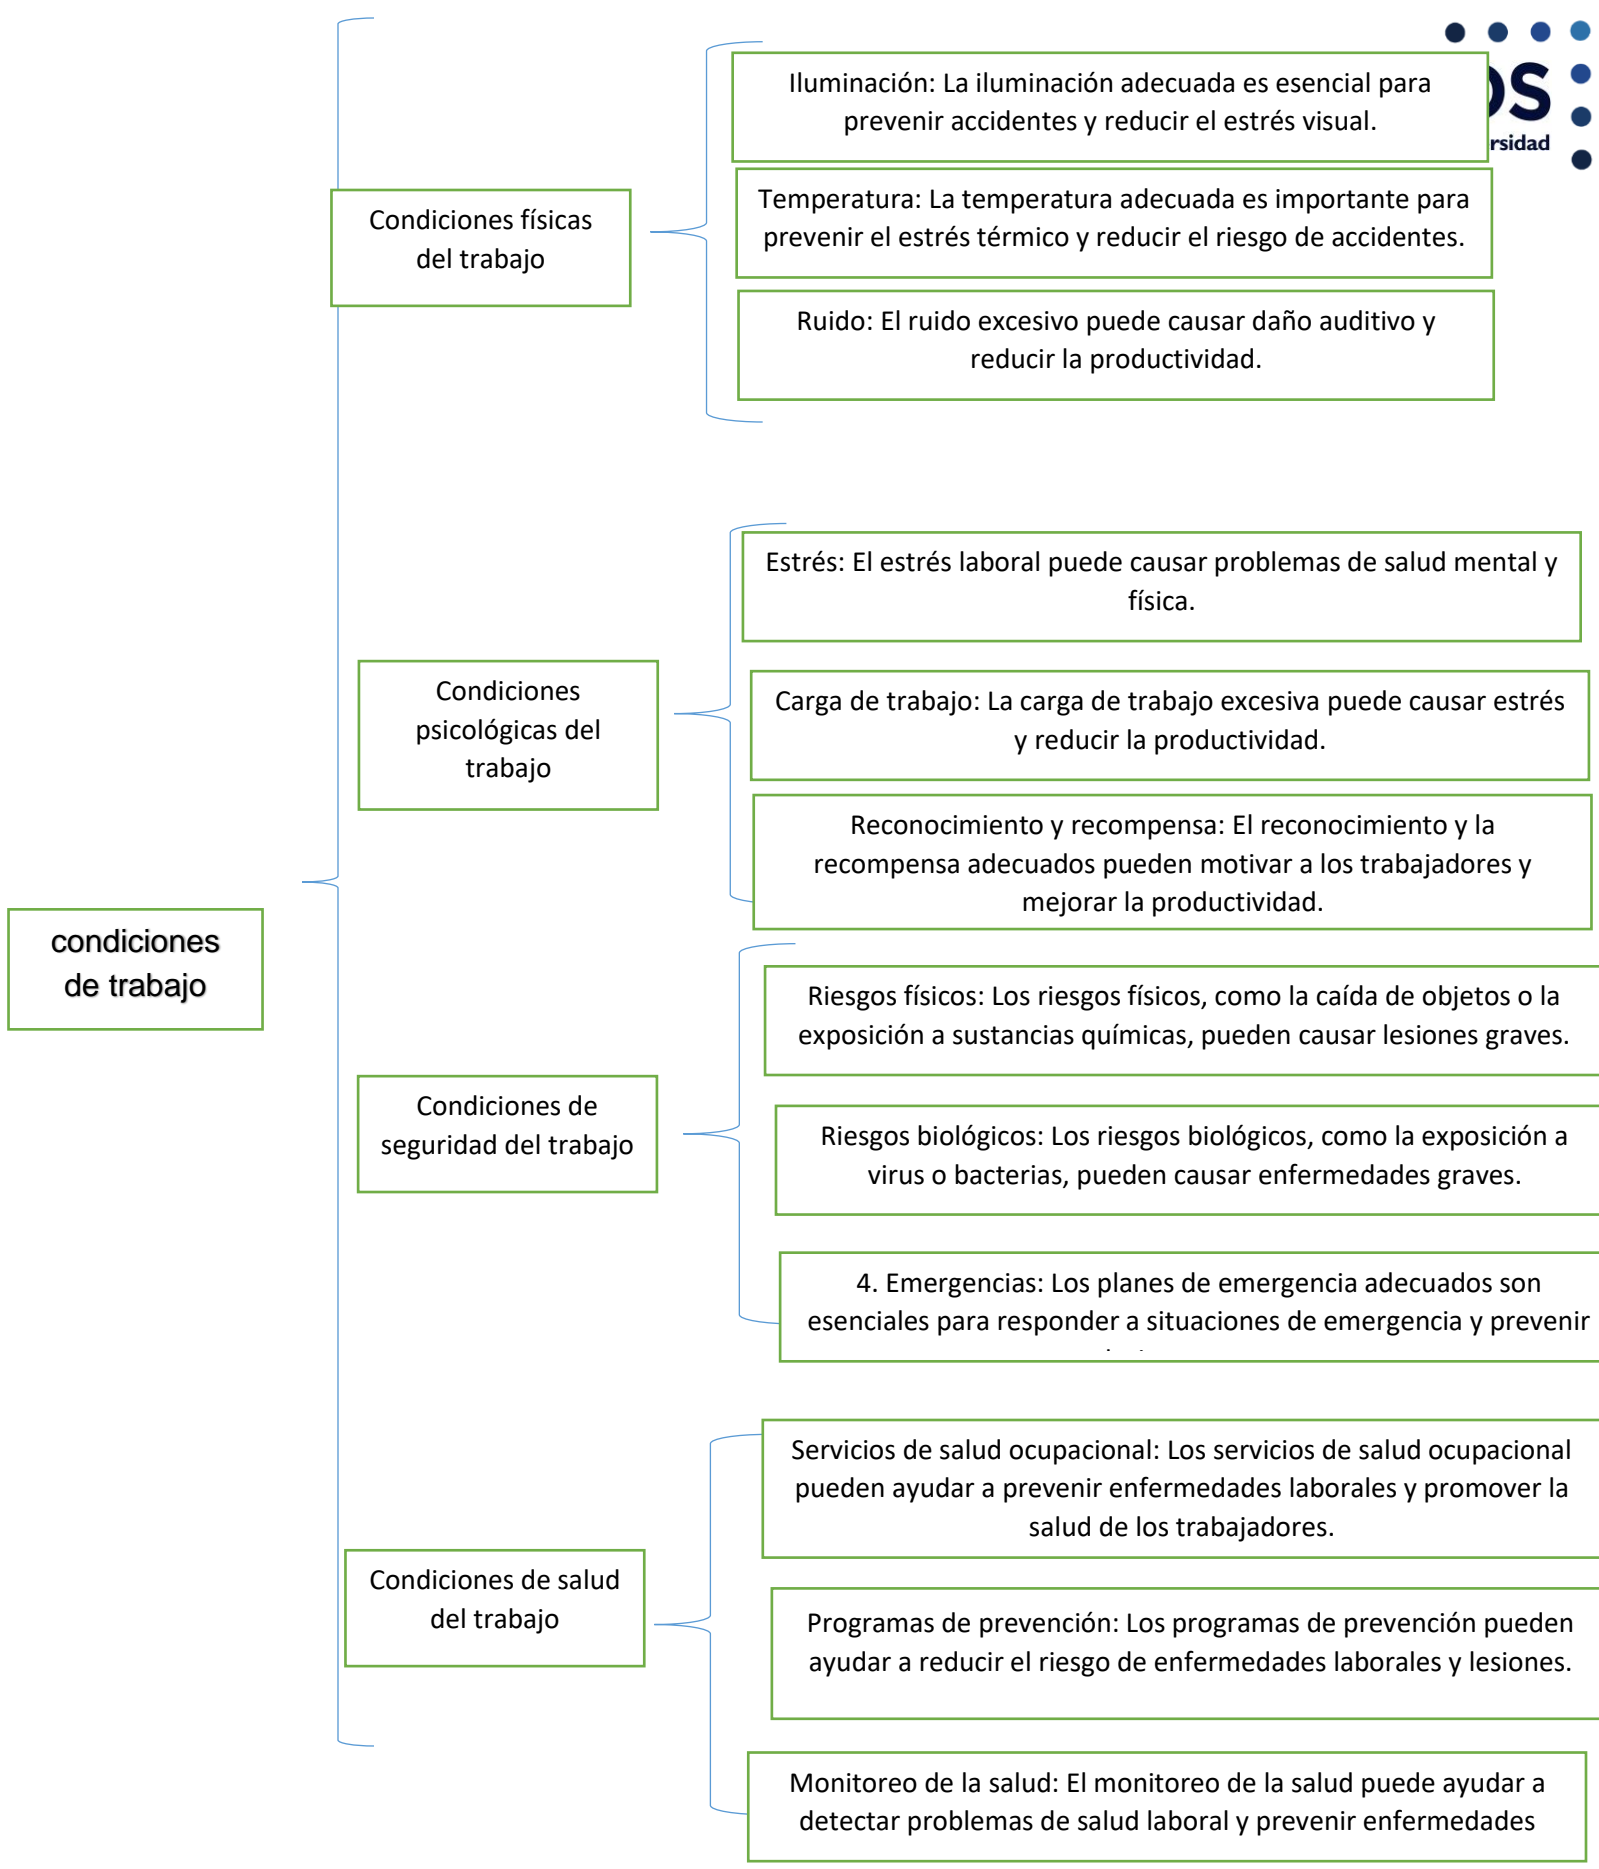 Iluminación: La iluminación adecuada es esencial para
prevenir accidentes y reducir el estrés visual.
Temperatura: La temperatura adecuada es importante para
prevenir el estrés térmico y reducir el riesgo de accidentes.
Condiciones físicas
del trabajo
Ruido: El ruido excesivo puede causar daño auditivo y
reducir la productividad.
Estrés: El estrés laboral puede causar problemas de salud mental y
física.
Condiciones
psicológicas del
trabajo
Carga de trabajo: La carga de trabajo excesiva puede causar estrés
y reducir la productividad.
Reconocimiento y recompensa: El reconocimiento y la
recompensa adecuados pueden motivar a los trabajadores y
mejorar la productividad.
condiciones
de trabajo
Riesgos físicos: Los riesgos físicos, como la caída de objetos o la
exposición a sustancias químicas, pueden causar lesiones graves.
Condiciones de
seguridad del trabajo
Riesgos biológicos: Los riesgos biológicos, como la exposición a
virus o bacterias, pueden causar enfermedades graves.
4. Emergencias: Los planes de emergencia adecuados son
esenciales para responder a situaciones de emergencia y prevenir
Servicios de salud ocupacional: Los servicios de salud ocupacional
pueden ayudar a prevenir enfermedades laborales y promover la
salud de los trabajadores.
Condiciones de salud
del trabajo
Programas de prevención: Los programas de prevención pueden
ayudar a reducir el riesgo de enfermedades laborales y lesiones.
Monitoreo de la salud: El monitoreo de la salud puede ayudar a
detectar problemas de salud laboral y prevenir enfermedades